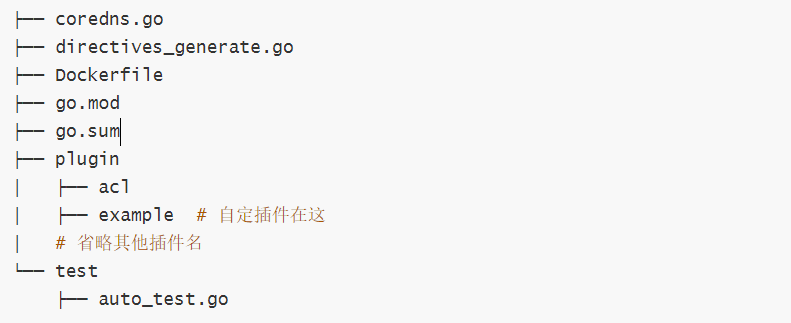 ├── coredns.go
├── directives_generate.go
├── Dockerfile
├── go.mod
├── go.sum
├── plugin
│   ├── acl
│   ├── example  # 自定插件在这
│   # 省略其他插件名
└── test
    ├── auto_test.go